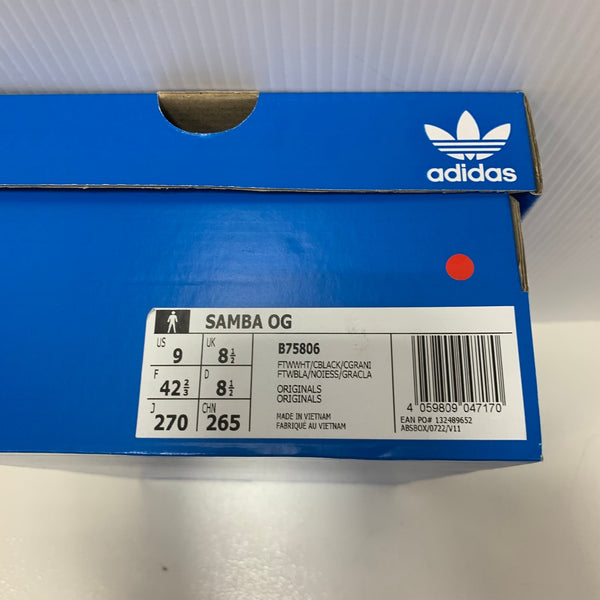 adidas
SAMBA OG
US 9 UK 8½
F 42⅔ D 8½
J 270 CHN 265
B75806
FTWWHT/CBLACK/CGRANI
FTWBLA/NOIESS/GRACLA
ORIGINALS
ORIGINALS
MADE IN VIETNAM
FABRIQUÉ AU VIETNAM
4 059809 047170
EAN PO# 132489652
ABSBOX/0722/V11